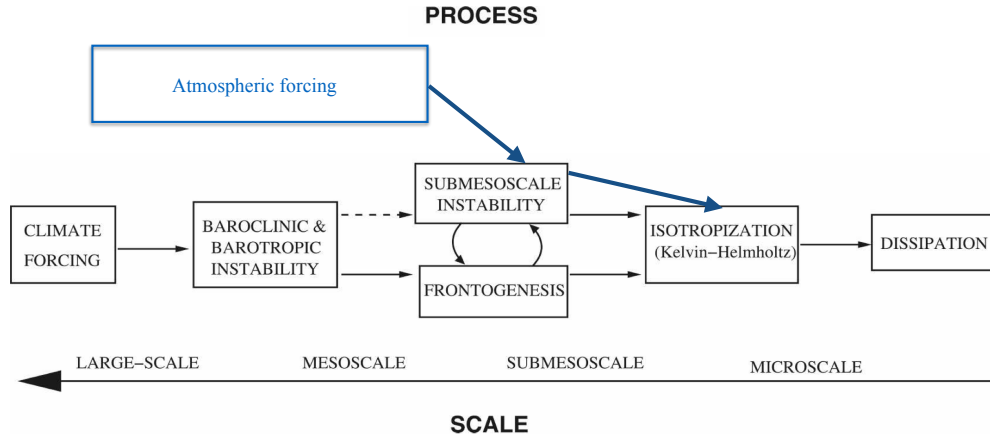 PROCESS
Atmospheric forcing
CLIMATE
FORCING
BAROCLINIC &
BAROTROPIC
INSTABILITY
SUBMESOSCALE
INSTABILITY
FRONTOGENESIS
ISOTROPIZATION
(Kelvin−Helmholtz)
DISSIPATION
LARGE−SCALE
MESOSCALE
SUBMESOSCALE
MICROSCALE
SCALE